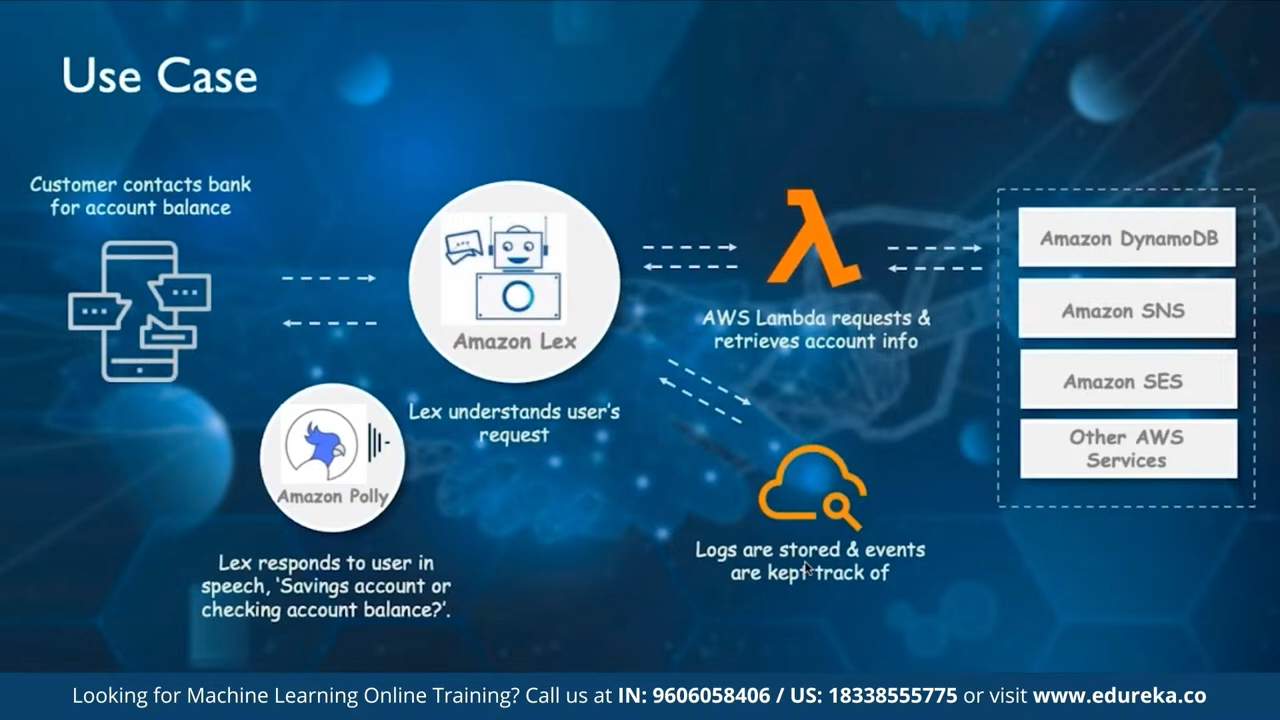 Use Case
Customer contacts bank
for account balance
Amazon Lex
Lex understands user's
request
Amazon Polly
Lex responds to user in
speech, 'Savings account or
checking account balance?'.
AWS Lambda requests &
retrieves account info
Logs are stored & events
are kept track of
Amazon DynamoDB
Amazon SNS
Amazon SES
Other AWS
Services
Looking for Machine Learning Online Training? Call us at IN: 9606058406 / US: 18338555775 or visit www.edureka.co